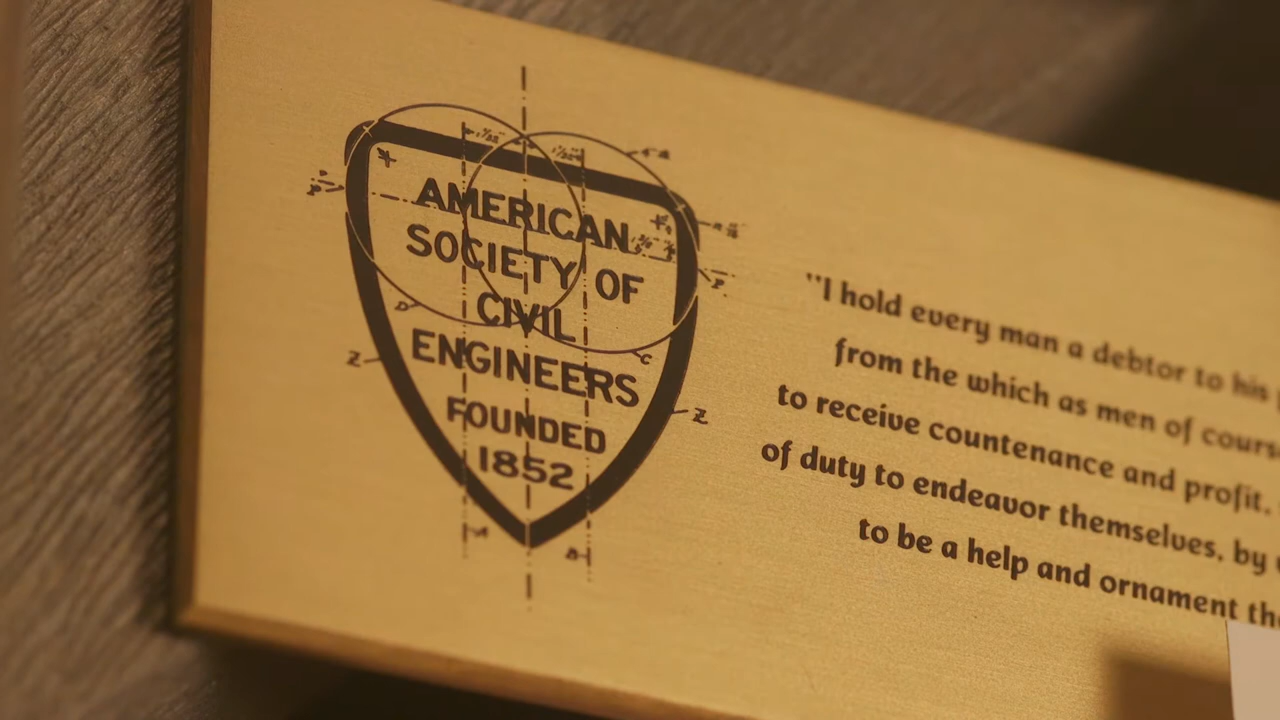 AMERICAN
SOCIETY OF
CIVIL
ENGINEERS
FOUNDED
1852
Z
Z
D
C
F
A
B
"I hold every man a debtor to his
from the which as men of cours
to receive countenance and profit,
of duty to endeavor themselves, by
to be a help and ornament the